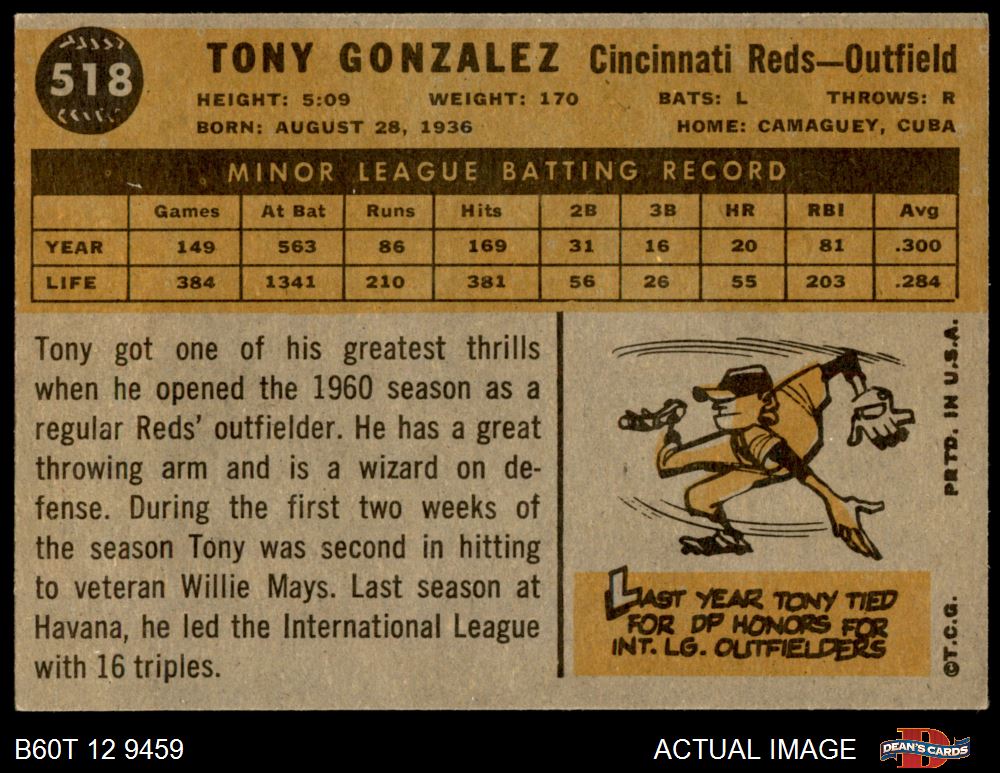 518
TONY GONZALEZ Cincinnati Reds—Outfield
HEIGHT: 5:09 WEIGHT: 170 BATS: L THROWS: R
BORN: AUGUST 28, 1936 HOME: CAMAGUEY, CUBA
MINOR LEAGUE BATTING RECORD
Games At Bat Runs Hits 2B 3B HR RBI Avg
YEAR 149 563 86 169 31 16 20 81 .300
LIFE 384 1341 210 381 56 26 55 203 .284
Tony got one of his greatest thrills
when he opened the 1960 season as a
regular Reds' outfielder. He has a great
throwing arm and is a wizard on de-
fense. During the first two weeks of
the season Tony was second in hitting
to veteran Willie Mays. Last season at
Havana, he led the International League
with 16 triples.
LAST YEAR TONY TIED
FOR DP HONORS FOR
INT. LG. OUTFIELDERS
©T.C.G. PRTD. IN U.S.A.
B60T 12 9459
ACTUAL IMAGE
DEAN'S CARDS